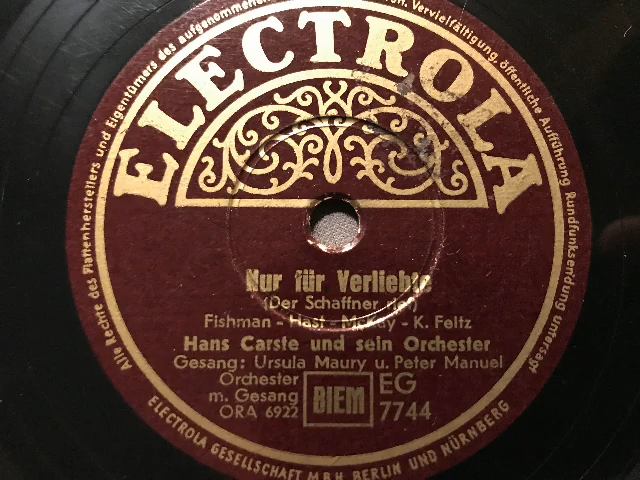 Alle Rechte des Plattenherstellers und Eigentümers des aufgenommenen
Vervielfältigung, öffentliche Aufführung Rundfunksendung untersagt
ELECTROLA
Nur für Verliebte
(Der Schaffner rief)
Fishman - Hast - McKay - K. Feltz
Hans Carste und sein Orchester
Gesang: Ursula Maury u. Peter Manuel
Orchester
m. Gesang
ORA 6922
BIEM
EG
7744
ELECTROLA GESELLSCHAFT M.B.H. BERLIN UND NÜRNBERG